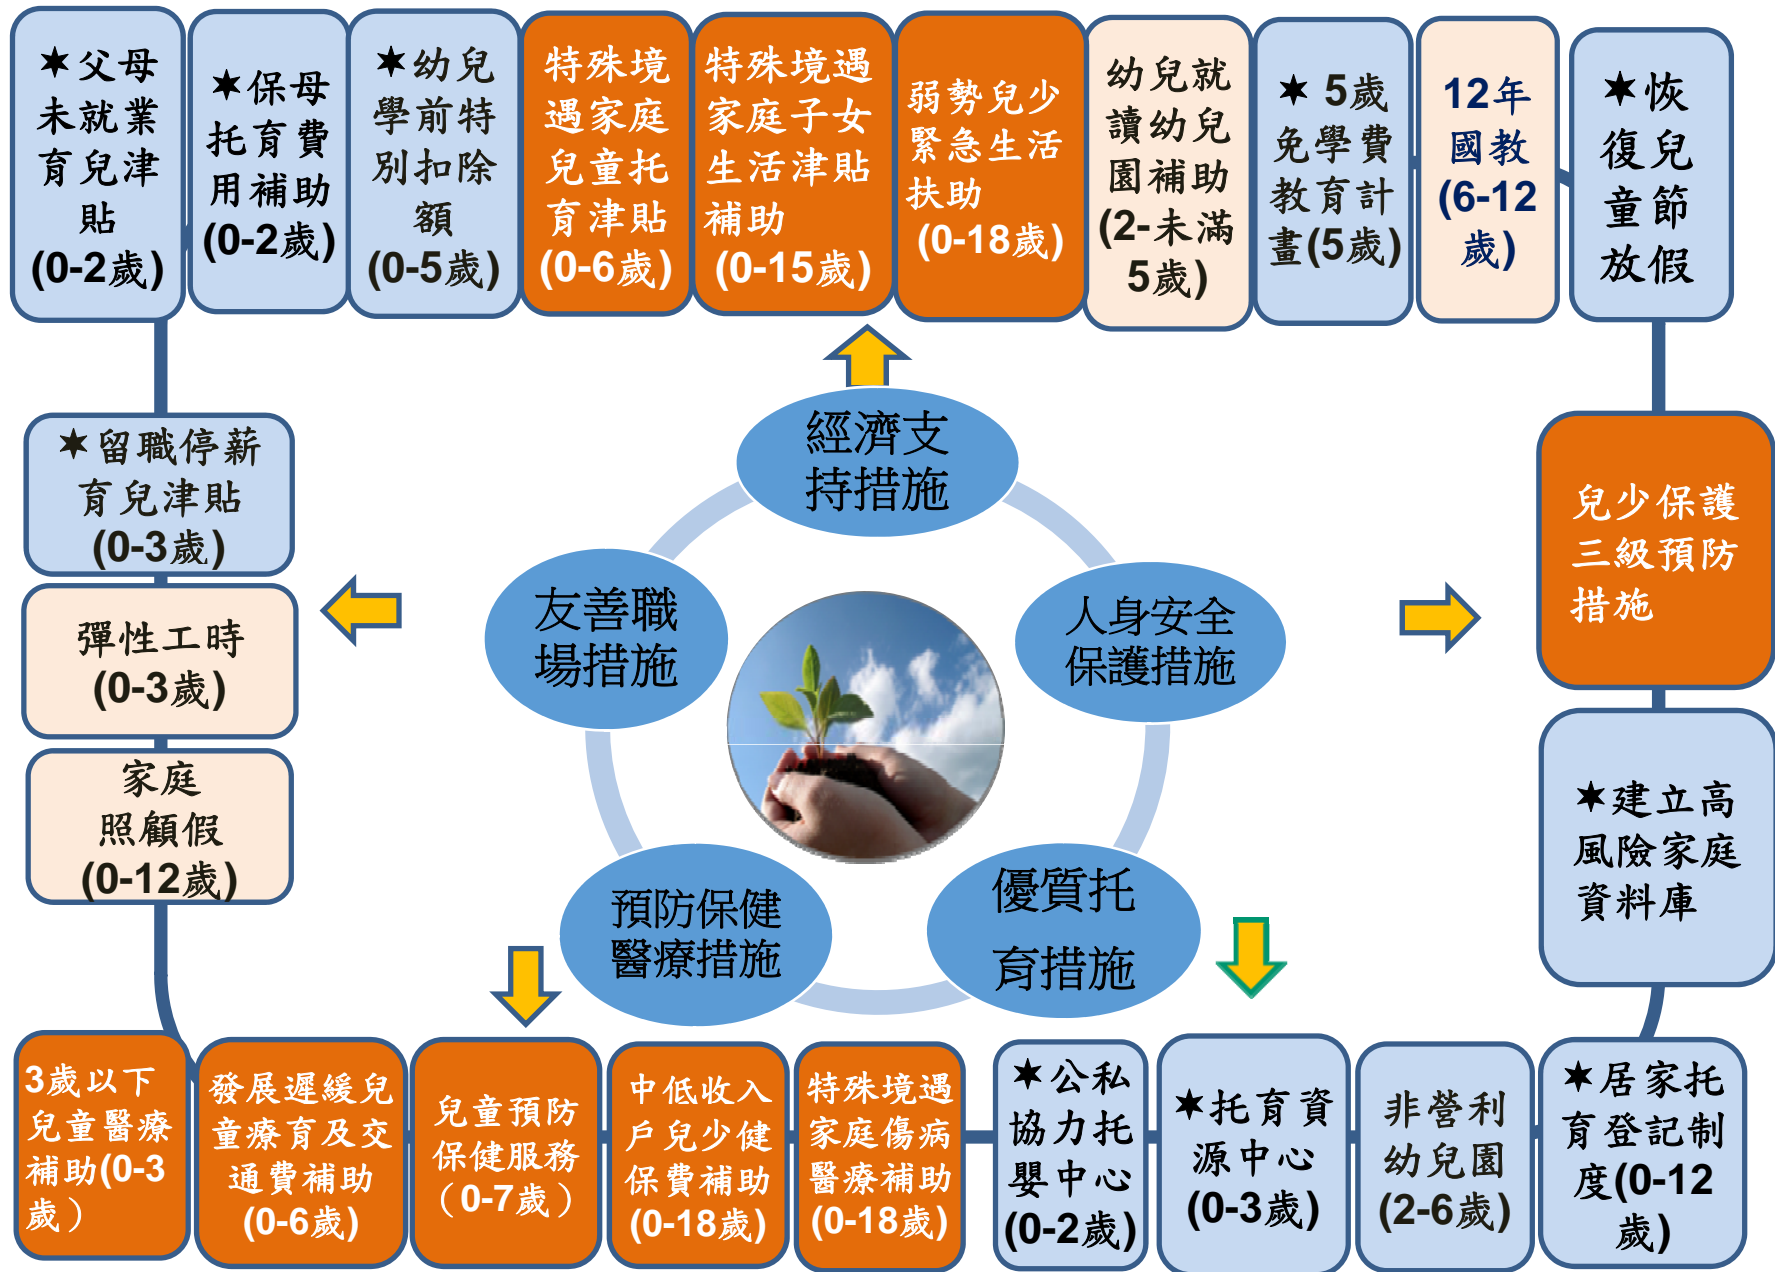 ★父母
未就業
育兒津
貼
(0-2歲)
★保母
托育費
用補助
(0-2歲)
★幼兒
學前特
別扣除
額
(0-5歲)
特殊境
遇家庭
兒童托
育津貼
(0-6歲)
特殊境遇
家庭子女
生活津貼
補助
(0-15歲)
弱勢兒少
緊急生活
扶助
(0-18歲)
幼兒就
讀幼兒
園補助
(2-未滿
5歲)
★ 5歲
免學費
教育計
畫(5歲)
12年
國教
(6-12
歲)
★恢
復兒
童節
放假
★留職停薪
育兒津貼
(0-3歲)
彈性工時
(0-3歲)
家庭
照顧假
(0-12歲)
經濟支
持措施
友善職
場措施
人身安全
保護措施
預防保健
醫療措施
優質托
育措施
兒少保護
三級預防
措施
★建立高
風險家庭
資料庫
3歲以下
兒童醫療
補助(0-3
歲）
發展遲緩兒
童療育及交
通費補助
(0-6歲)
兒童預防
保健服務
（0-7歲）
中低收入
戶兒少健
保費補助
(0-18歲)
特殊境遇
家庭傷病
醫療補助
(0-18歲)
★公私
協力托
嬰中心
(0-2歲)
★托育資
源中心
(0-3歲)
非營利
幼兒園
(2-6歲)
★居家托
育登記制
度(0-12
歲)